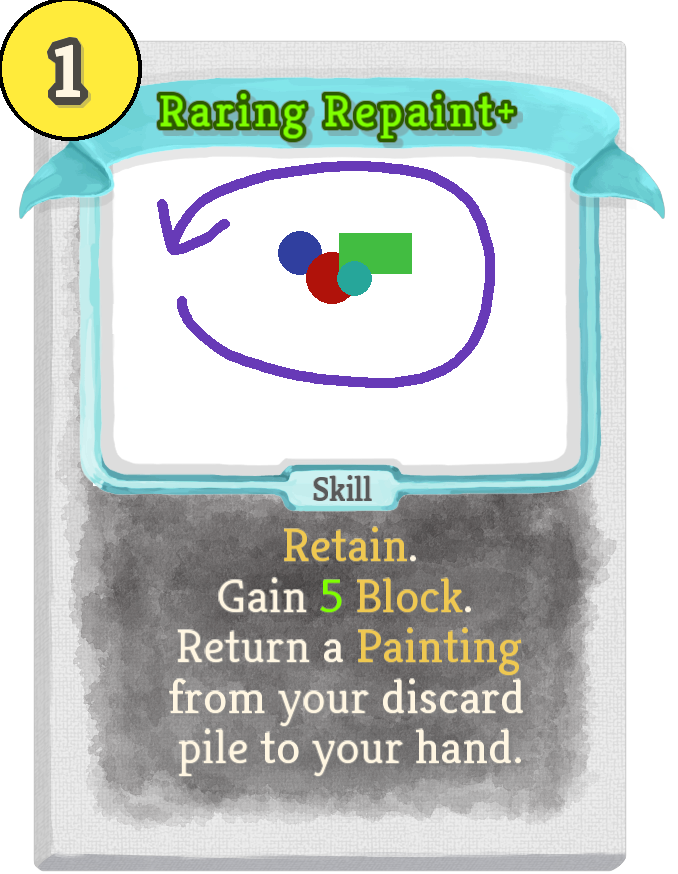 1
Raring Repaint+
Skill
Retain.
Gain 5 Block.
Return a Painting
from your discard
pile to your hand.